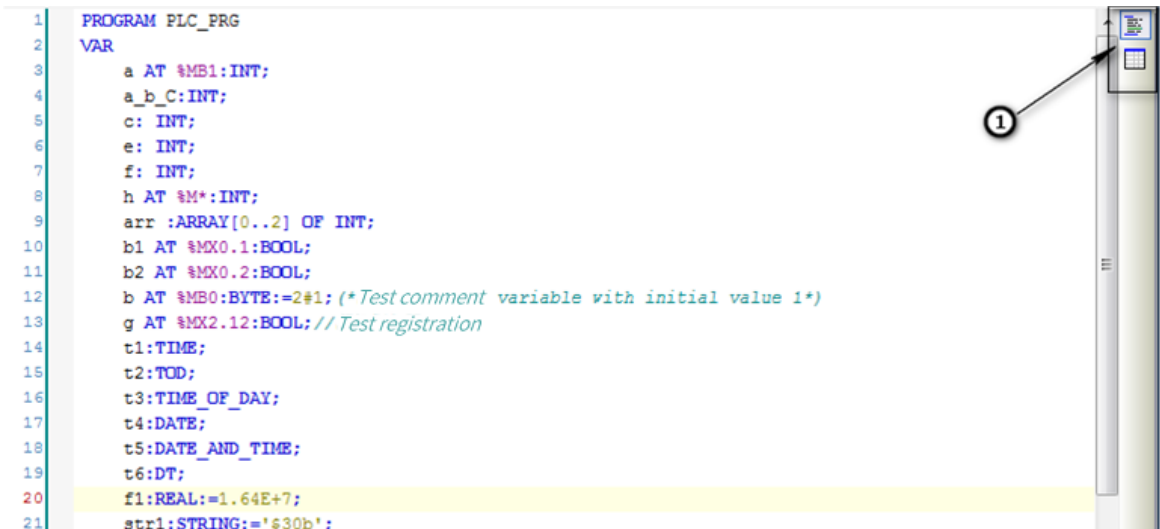 1 PROGRAM PLC_PRG
2 VAR
3 a AT %MB1:INT;
4 a_b_C:INT;
5 c: INT;
6 e: INT;
7 f: INT;
8 h AT %M*:INT;
9 arr :ARRAY[0..2] OF INT;
10 b1 AT %MX0.1:BOOL;
11 b2 AT %MX0.2:BOOL;
12 b AT %MB0:BYTE:=2#1;(*Test comment variable with initial value 1*)
13 g AT %MX2.12:BOOL;//Test registration
14 t1:TIME;
15 t2:TOD;
16 t3:TIME_OF_DAY;
17 t4:DATE;
18 t5:DATE_AND_TIME;
19 t6:DT;
20 f1:REAL:=1.64E+7;
21 str1:STRING:='$30b';
1